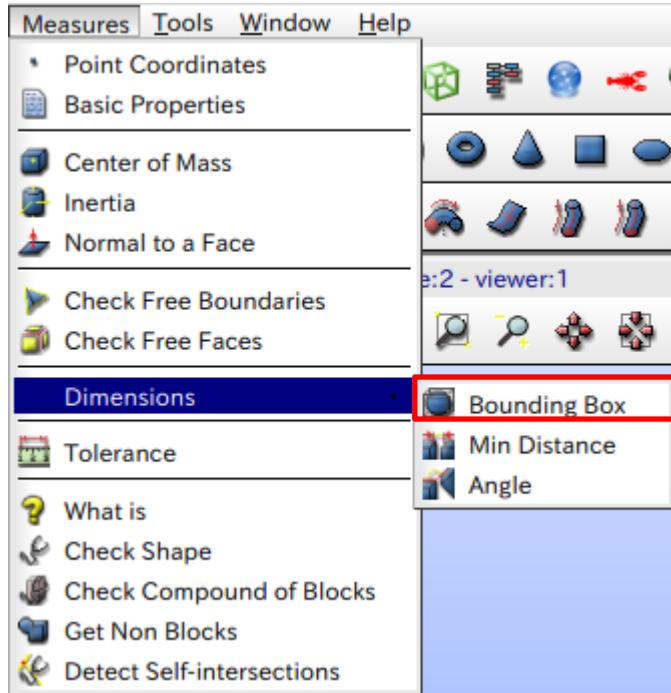 Measures Tools Window Help
Point Coordinates
Basic Properties
Center of Mass
Inertia
Normal to a Face
Check Free Boundaries
Check Free Faces
Dimensions
Tolerance
What is
Check Shape
Check Compound of Blocks
Get Non Blocks
Detect Self-intersections
e:2 - viewer:1
Bounding Box
Min Distance
Angle